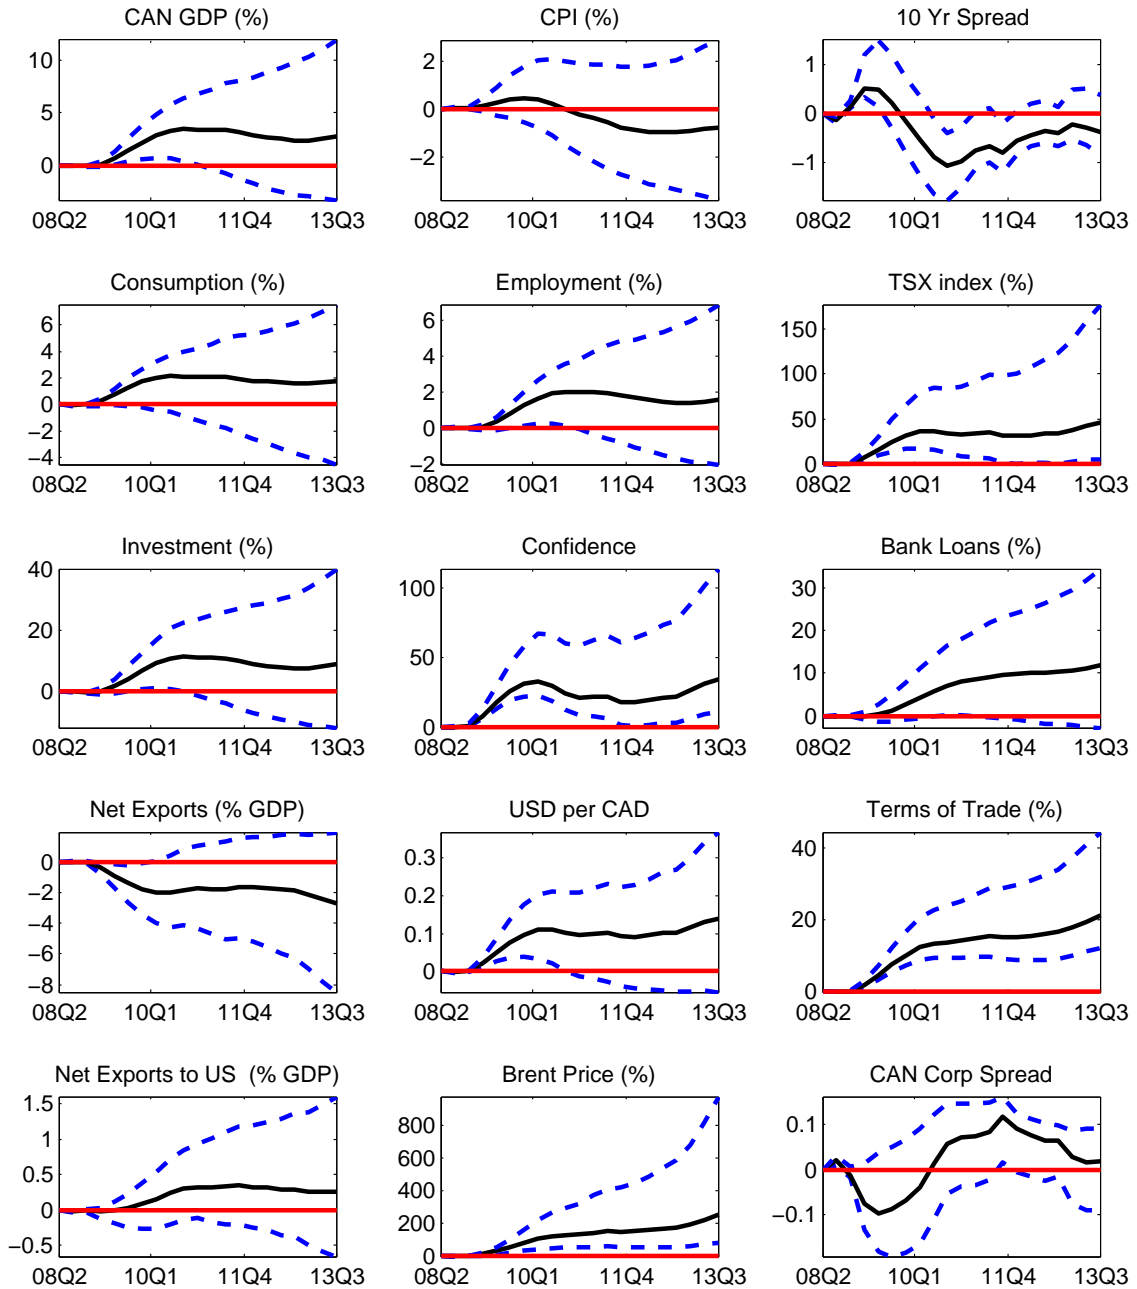 CAN GDP (%)
10
5
0
08Q2 10Q1 11Q4 13Q3
CPI (%)
2
0
−2
08Q2 10Q1 11Q4 13Q3
10 Yr Spread
1
0
−1
08Q2 10Q1 11Q4 13Q3
Consumption (%)
6
4
2
0
−2
−4
08Q2 10Q1 11Q4 13Q3
Employment (%)
6
4
2
0
−2
08Q2 10Q1 11Q4 13Q3
TSX index (%)
150
100
50
0
08Q2 10Q1 11Q4 13Q3
Investment (%)
40
20
0
08Q2 10Q1 11Q4 13Q3
Confidence
100
50
0
08Q2 10Q1 11Q4 13Q3
Bank Loans (%)
30
20
10
0
08Q2 10Q1 11Q4 13Q3
Net Exports (% GDP)
0
−2
−4
−6
−8
08Q2 10Q1 11Q4 13Q3
USD per CAD
0.3
0.2
0.1
0
08Q2 10Q1 11Q4 13Q3
Terms of Trade (%)
40
20
0
08Q2 10Q1 11Q4 13Q3
Net Exports to US (% GDP)
1.5
1
0.5
0
−0.5
08Q2 10Q1 11Q4 13Q3
Brent Price (%)
800
600
400
200
0
08Q2 10Q1 11Q4 13Q3
CAN Corp Spread
0.1
0
−0.1
08Q2 10Q1 11Q4 13Q3